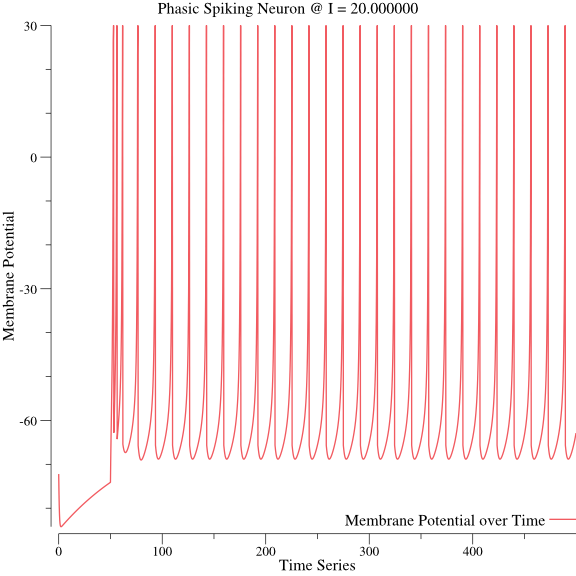 Phasic Spiking Neuron @ I = 20.000000
30
0
-30
-60
Membrane Potential
Membrane Potential over Time
0
100
200
300
400
Time Series